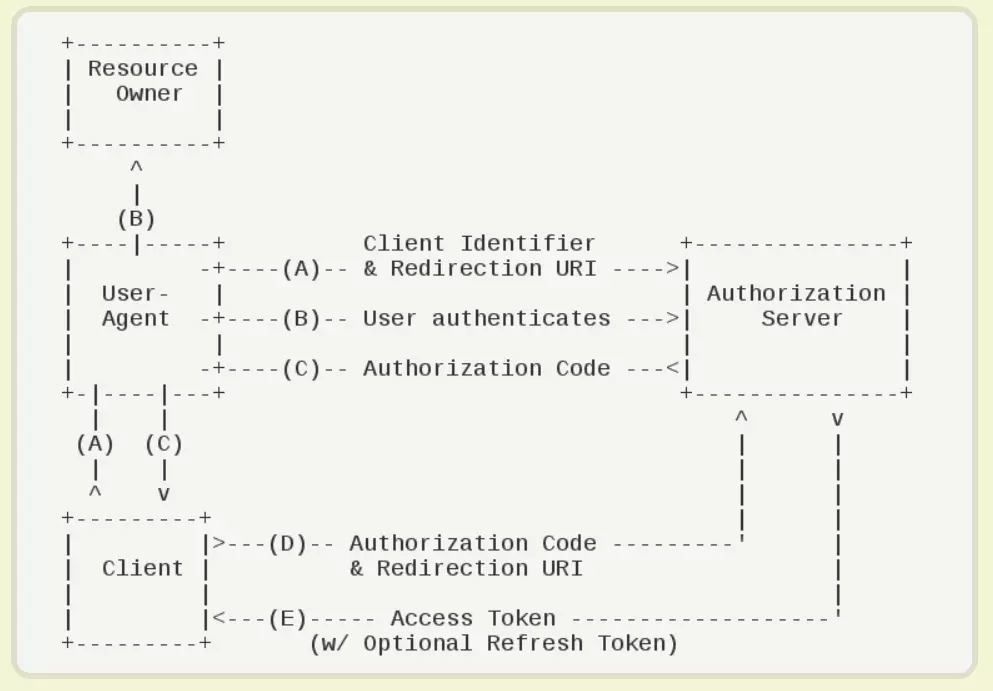 +----------+
| Resource |
|   Owner  |
|          |
+----------+
     ^
     |
    (B)
+----|-----+          Client Identifier      +---------------+
|         -+----(A)-- & Redirection URI ---->|               |
|  User-   |                                 | Authorization |
|  Agent  -+----(B)-- User authenticates --->|     Server    |
|          |                                 |               |
|         -+----(C)-- Authorization Code ---<|               |
+-|----|---+                                 +---------------+
  |    |                                         ^      v
 (A)  (C)                                        |      |
  |    |                                         |      |
  ^    v                                         |      |
+---------+                                      |      |
|         |>---(D)-- Authorization Code ---------'      |
|  Client |          & Redirection URI                  |
|         |                                             |
|         |<---(E)----- Access Token -------------------'
+---------+       (w/ Optional Refresh Token)